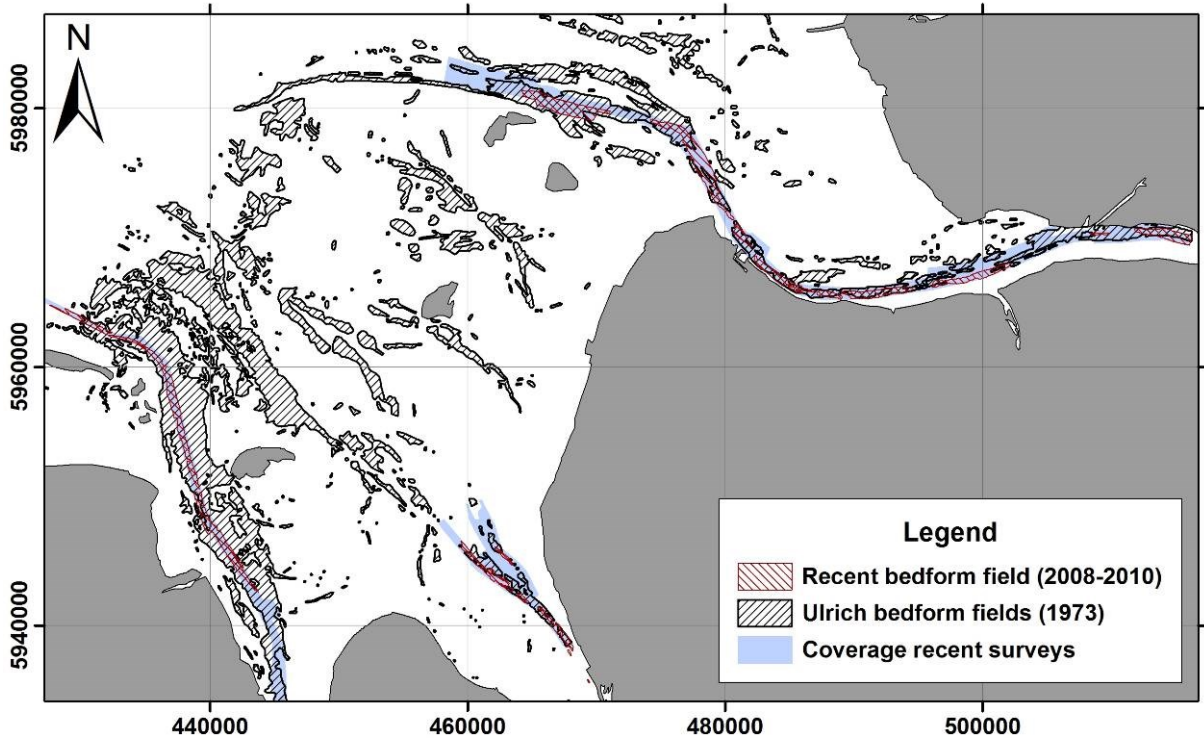 N
5980000
5960000
5940000
Legend
Recent bedform field (2008-2010)
Ulrich bedform fields (1973)
Coverage recent surveys
440000 460000 480000 500000